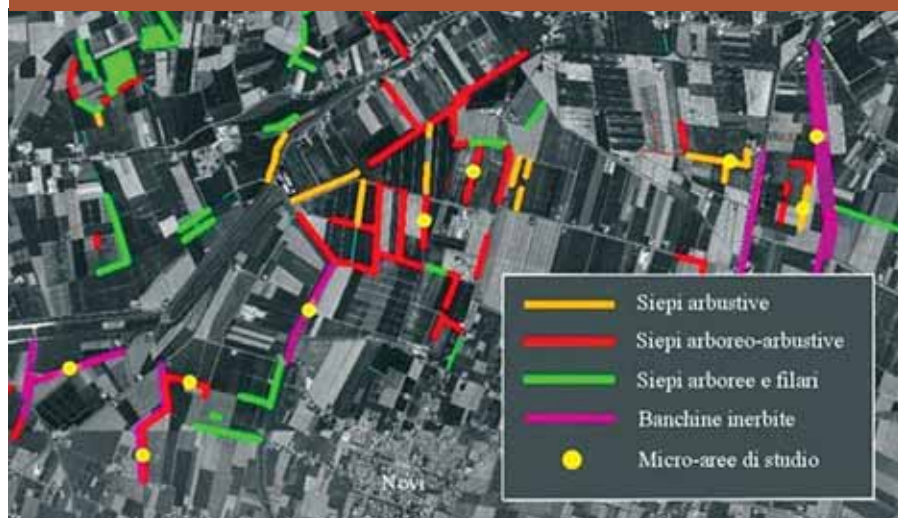 Siepi arbustive
Siepi arboreo-arbustive
Siepi arboree e filari
Banchine inerbite
Micro-aree di studio
Novi